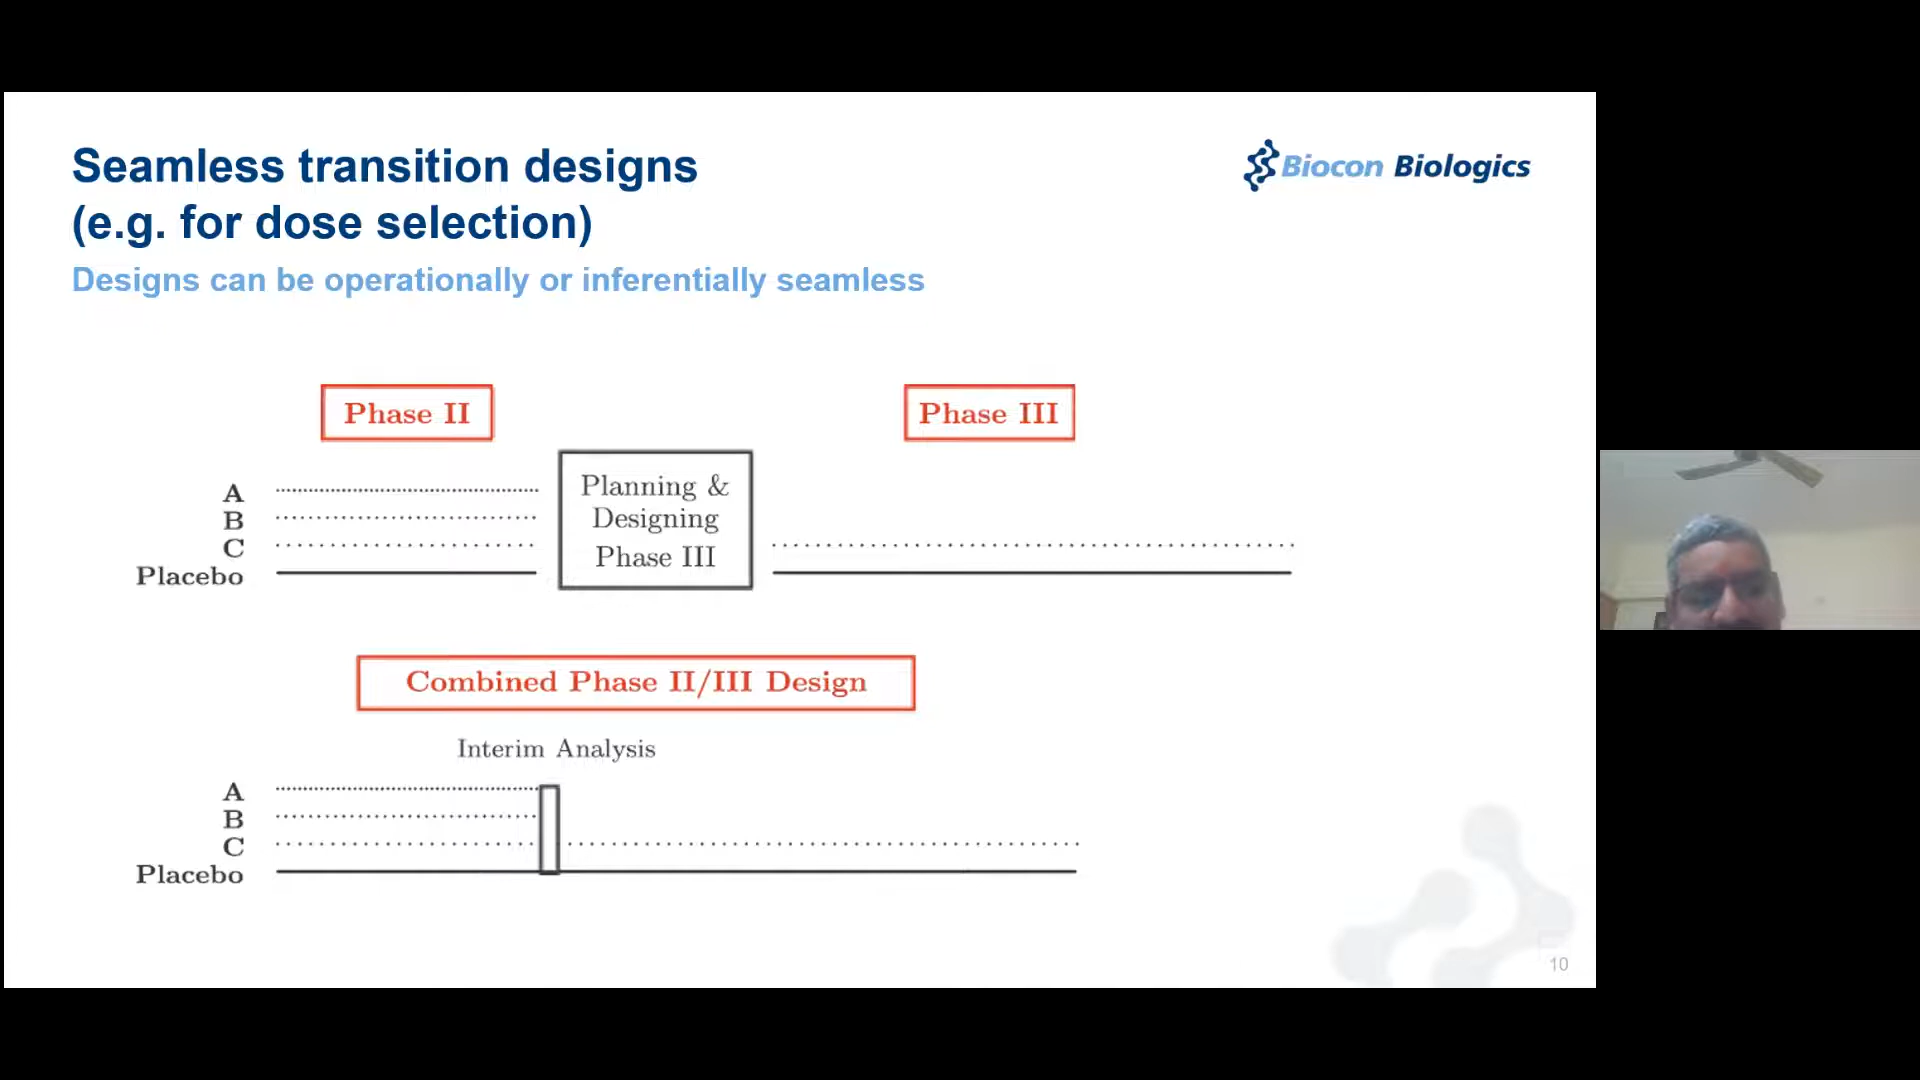 Seamless transition designs
(e.g. for dose selection)
Biocon Biologics
Designs can be operationally or inferentially seamless
Phase II
Phase III
A
B
C
Placebo
Planning &
Designing
Phase III
Combined Phase II/III Design
Interim Analysis
A
B
C
Placebo
10